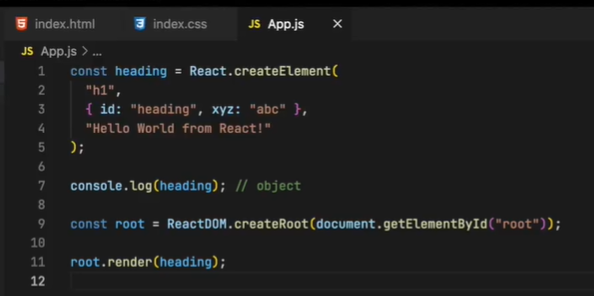 index.html index.css JS App.js ×
JS App.js > ...
1 const heading = React.createElement(
2 "h1",
3 { id: "heading", xyz: "abc" },
4 "Hello World from React!"
5 );
6
7 console.log(heading); // object
8
9 const root = ReactDOM.createRoot(document.getElementById("root"));
10
11 root.render(heading);
12